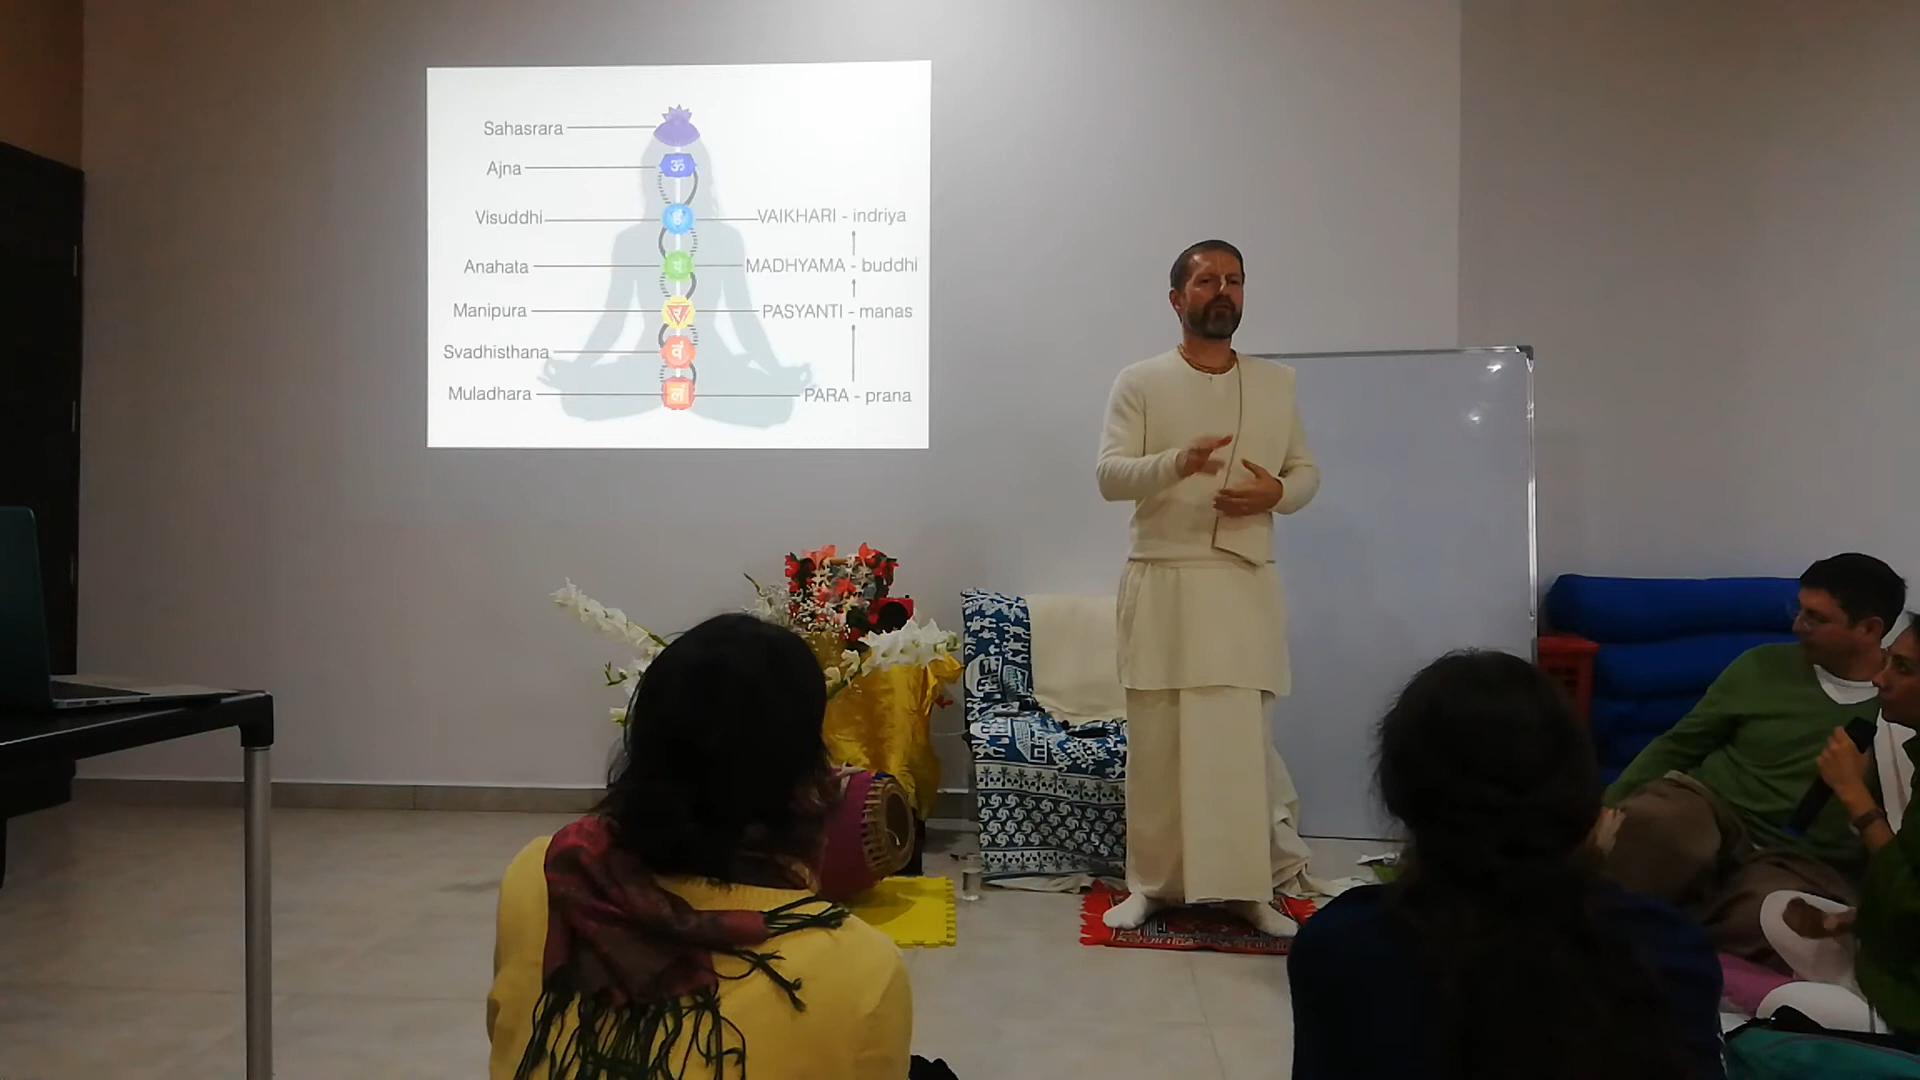 Sahasrara
Ajna
ॐ
Visuddhi
हं
VAIKHARI - indriya
Anahata
यं
MADHYAMA - buddhi
Manipura
रं
PASYANTI - manas
Svadhisthana
वं
Muladhara
लं
PARA - prana